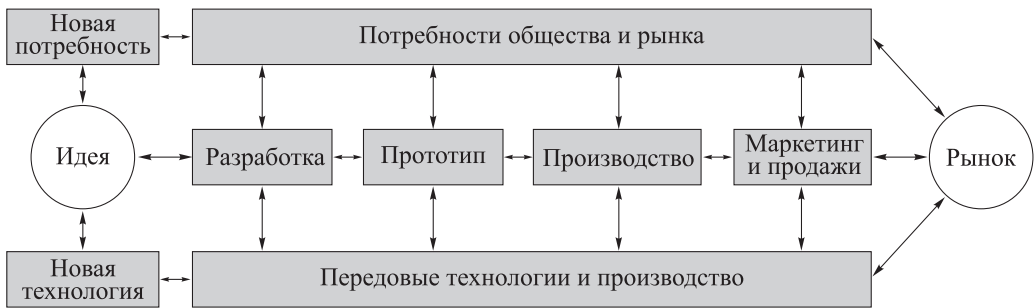 Новая
потребность
Потребности общества и рынка
Идея
Разработка
Прототип
Производство
Маркетинг
и продажи
Рынок
Новая
технология
Передовые технологии и производство